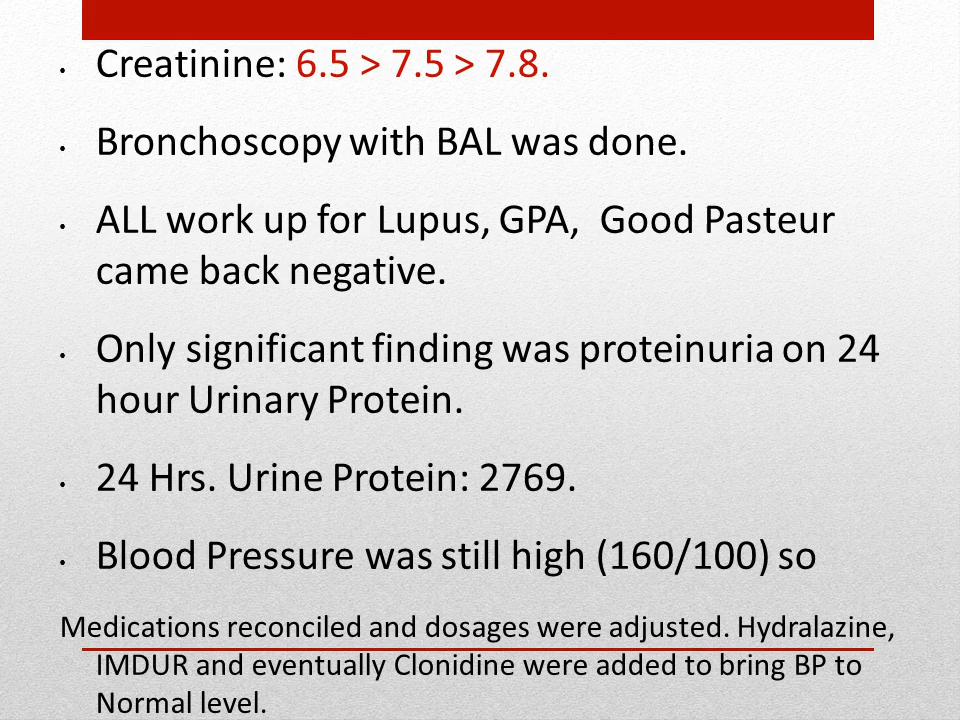 • Creatinine: 6.5 > 7.5 > 7.8.
• Bronchoscopy with BAL was done.
• ALL work up for Lupus, GPA,  Good Pasteur
came back negative.
• Only significant finding was proteinuria on 24
hour Urinary Protein.
• 24 Hrs. Urine Protein: 2769.
• Blood Pressure was still high (160/100) so
Medications reconciled and dosages were adjusted. Hydralazine,
IMDUR and eventually Clonidine were added to bring BP to
Normal level.